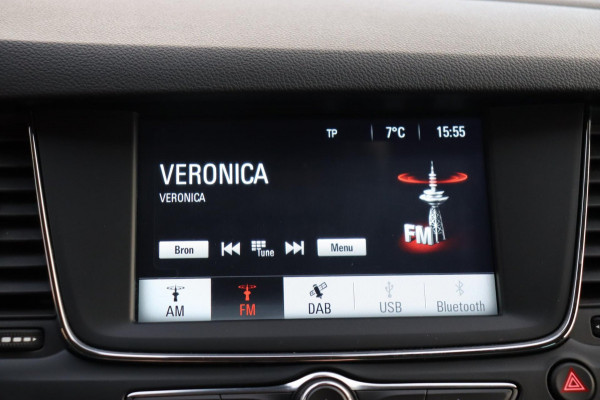 TP 7°C 15:55
VERONICA
VERONICA
FM
Bron Tune Menu
AM FM DAB USB Bluetooth